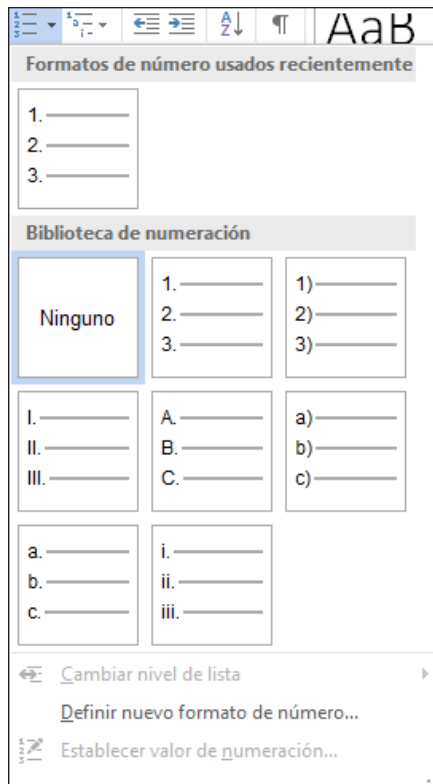 AaB
Formatos de número usados recientemente
1.
2.
3.
Biblioteca de numeración
Ninguno
1.
2.
3.
1)
2)
3)
I.
II.
III.
A.
B.
C.
a)
b)
c)
a.
b.
c.
i.
ii.
iii.
Cambiar nivel de lista
Definir nuevo formato de número...
Establecer valor de numeración...